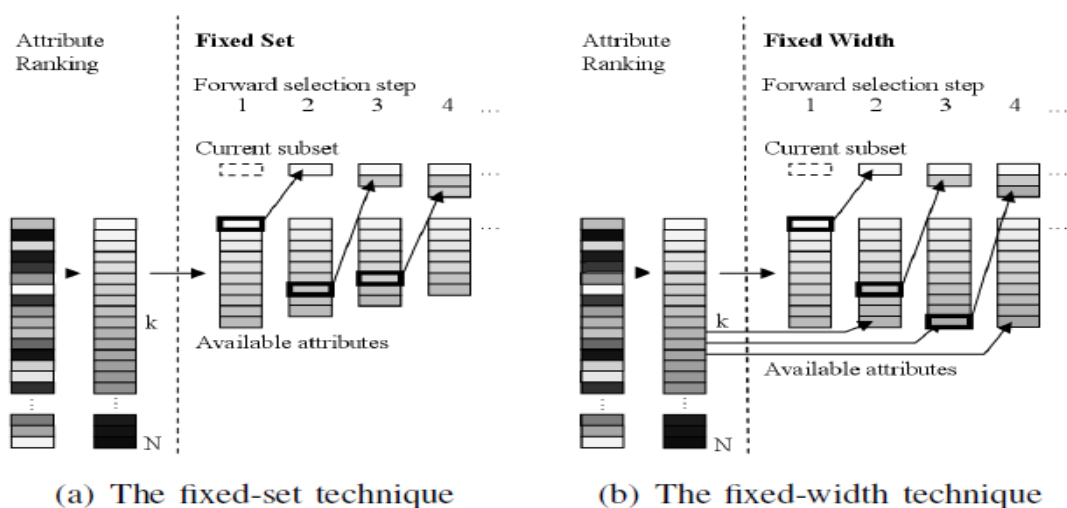 Attribute
Ranking
Fixed Set
Forward selection step
1 2 3 4 ...
Current subset
...
...
k
Available attributes
N
(a) The fixed-set technique
Attribute
Ranking
Fixed Width
Forward selection step
1 2 3 4 ...
Current subset
...
...
k
Available attributes
N
(b) The fixed-width technique